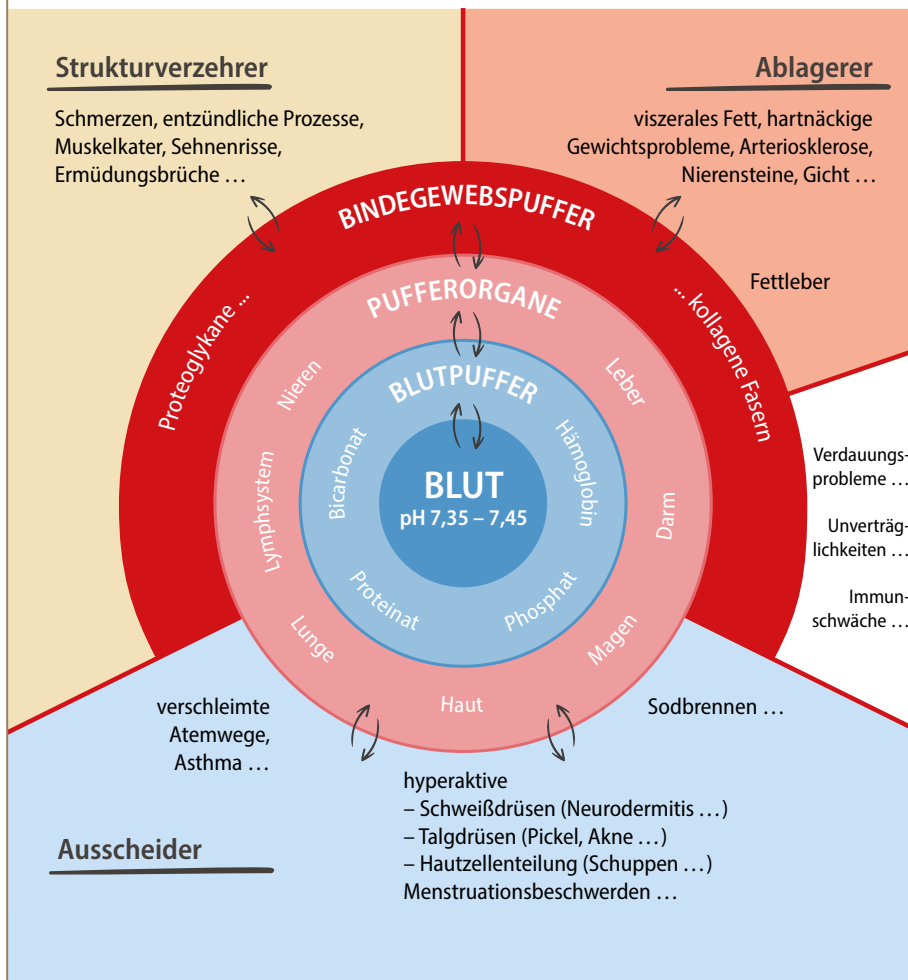 Strukturverzehrer
Schmerzen, entzündliche Prozesse,
Muskelkater, Sehnenrisse,
Ermüdungsbrüche …
Ablagerer
viszerales Fett, hartnäckige
Gewichtsprobleme, Arteriosklerose,
Nierensteine, Gicht …
Fettleber
BINDEGEWEBSPUFFER
Proteoglykane ...
... kollagene Fasern
PUFFERORGANE
Nieren
Leber
Lymphsystem
Darm
Lunge
Magen
Haut
BLUTPUFFER
Bicarbonat
Hämoglobin
Proteinat
Phosphat
BLUT
pH 7,35 – 7,45
Verdauungs-
probleme …
Unverträg-
lichkeiten …
Immun-
schwäche …
verschleimte
Atemwege,
Asthma …
Sodbrennen …
hyperaktive
– Schweißdrüsen (Neurodermitis …)
– Talgdrüsen (Pickel, Akne …)
– Hautzellenteilung (Schuppen …)
Menstruationsbeschwerden …
Ausscheider